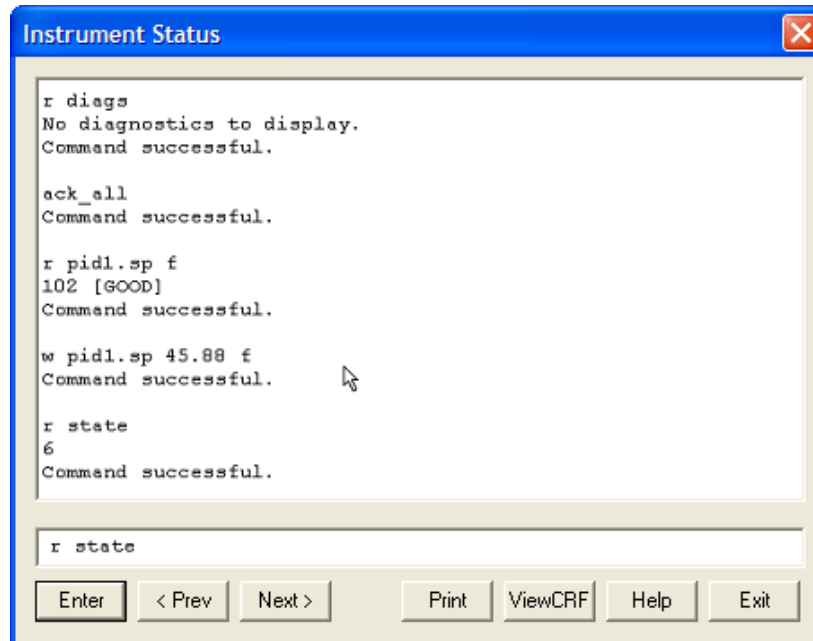 Instrument Status
r diags
No diagnostics to display.
Command successful.
ack_all
Command successful.
r pid1.sp f
102 [GOOD]
Command successful.
w pid1.sp 45.88 f
Command successful.
r state
6
Command successful.
r state
Enter < Prev Next > Print ViewCRF Help Exit